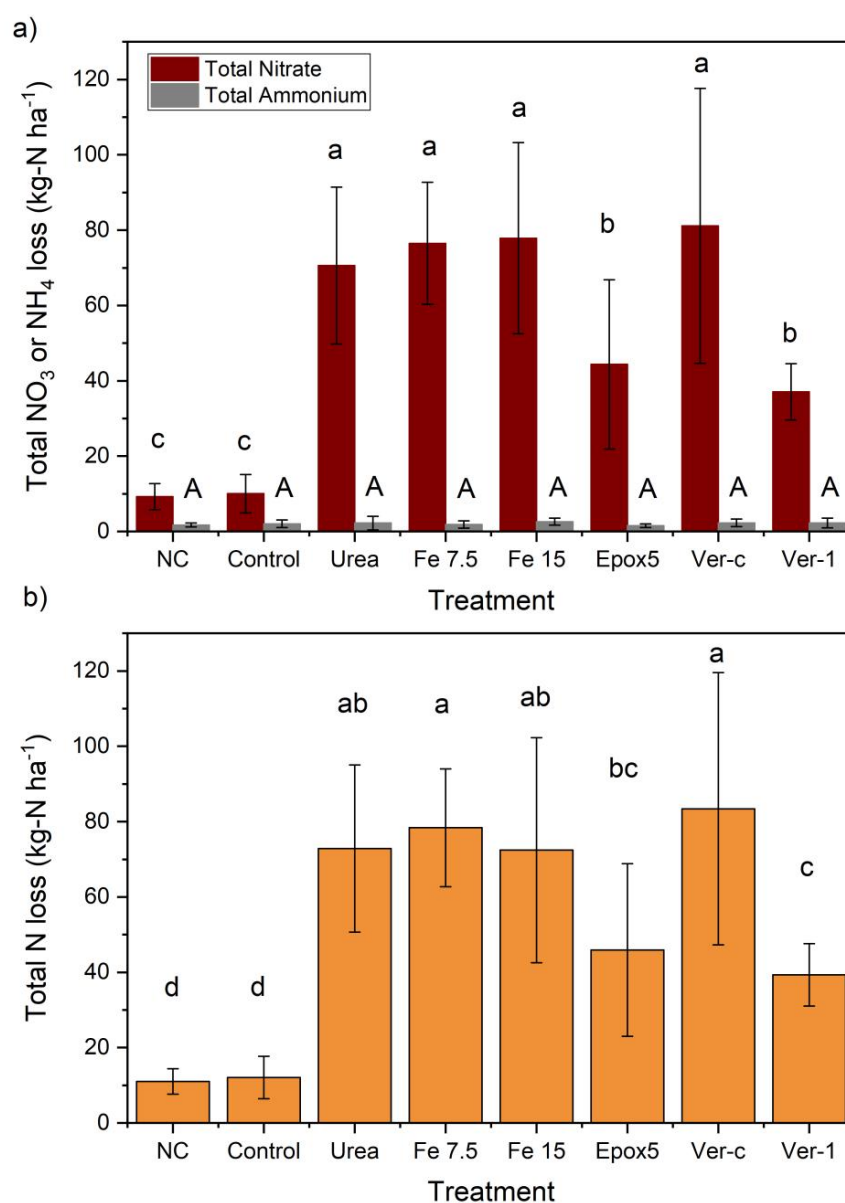 a)
Total Nitrate
Total Ammonium
Total NO₃ or NH₄ loss (kg-N ha⁻¹)
120
100
80
60
40
20
0
c
A
c
A
a
A
a
A
a
A
b
A
a
A
b
A
NC Control Urea Fe 7.5 Fe 15 Epox5 Ver-c Ver-1
Treatment
b)
Total N loss (kg-N ha⁻¹)
120
100
80
60
40
20
0
d
d
ab
a
ab
bc
a
c
NC Control Urea Fe 7.5 Fe 15 Epox5 Ver-c Ver-1
Treatment